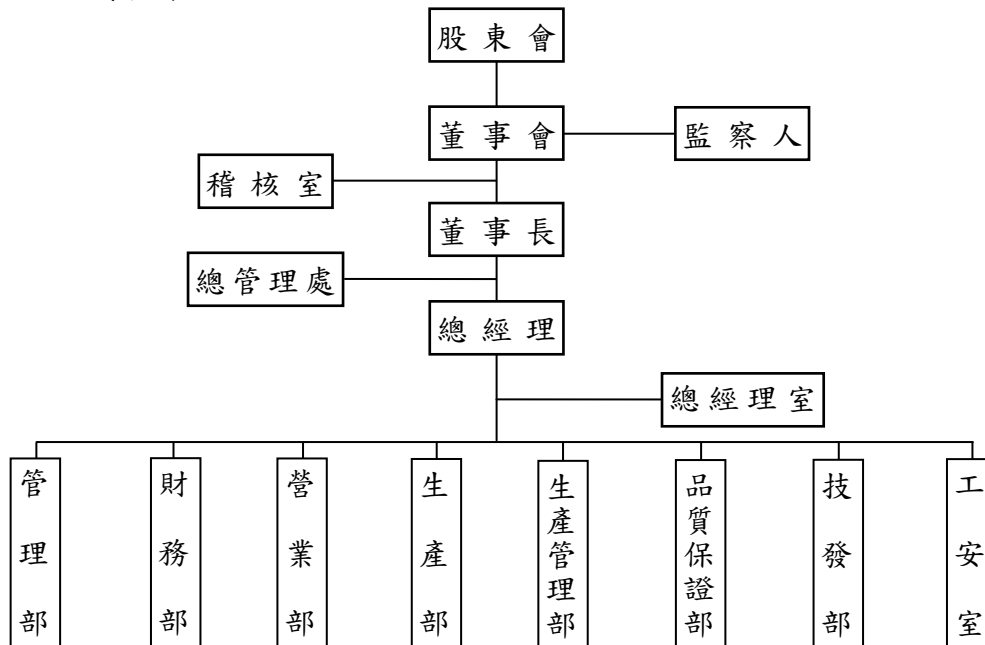 股東會
董事會
監察人
稽核室
董事長
總管理處
總經理
總經理室
管理部
財務部
營業部
生產部
生產管理部
品質保證部
技發部
工安室